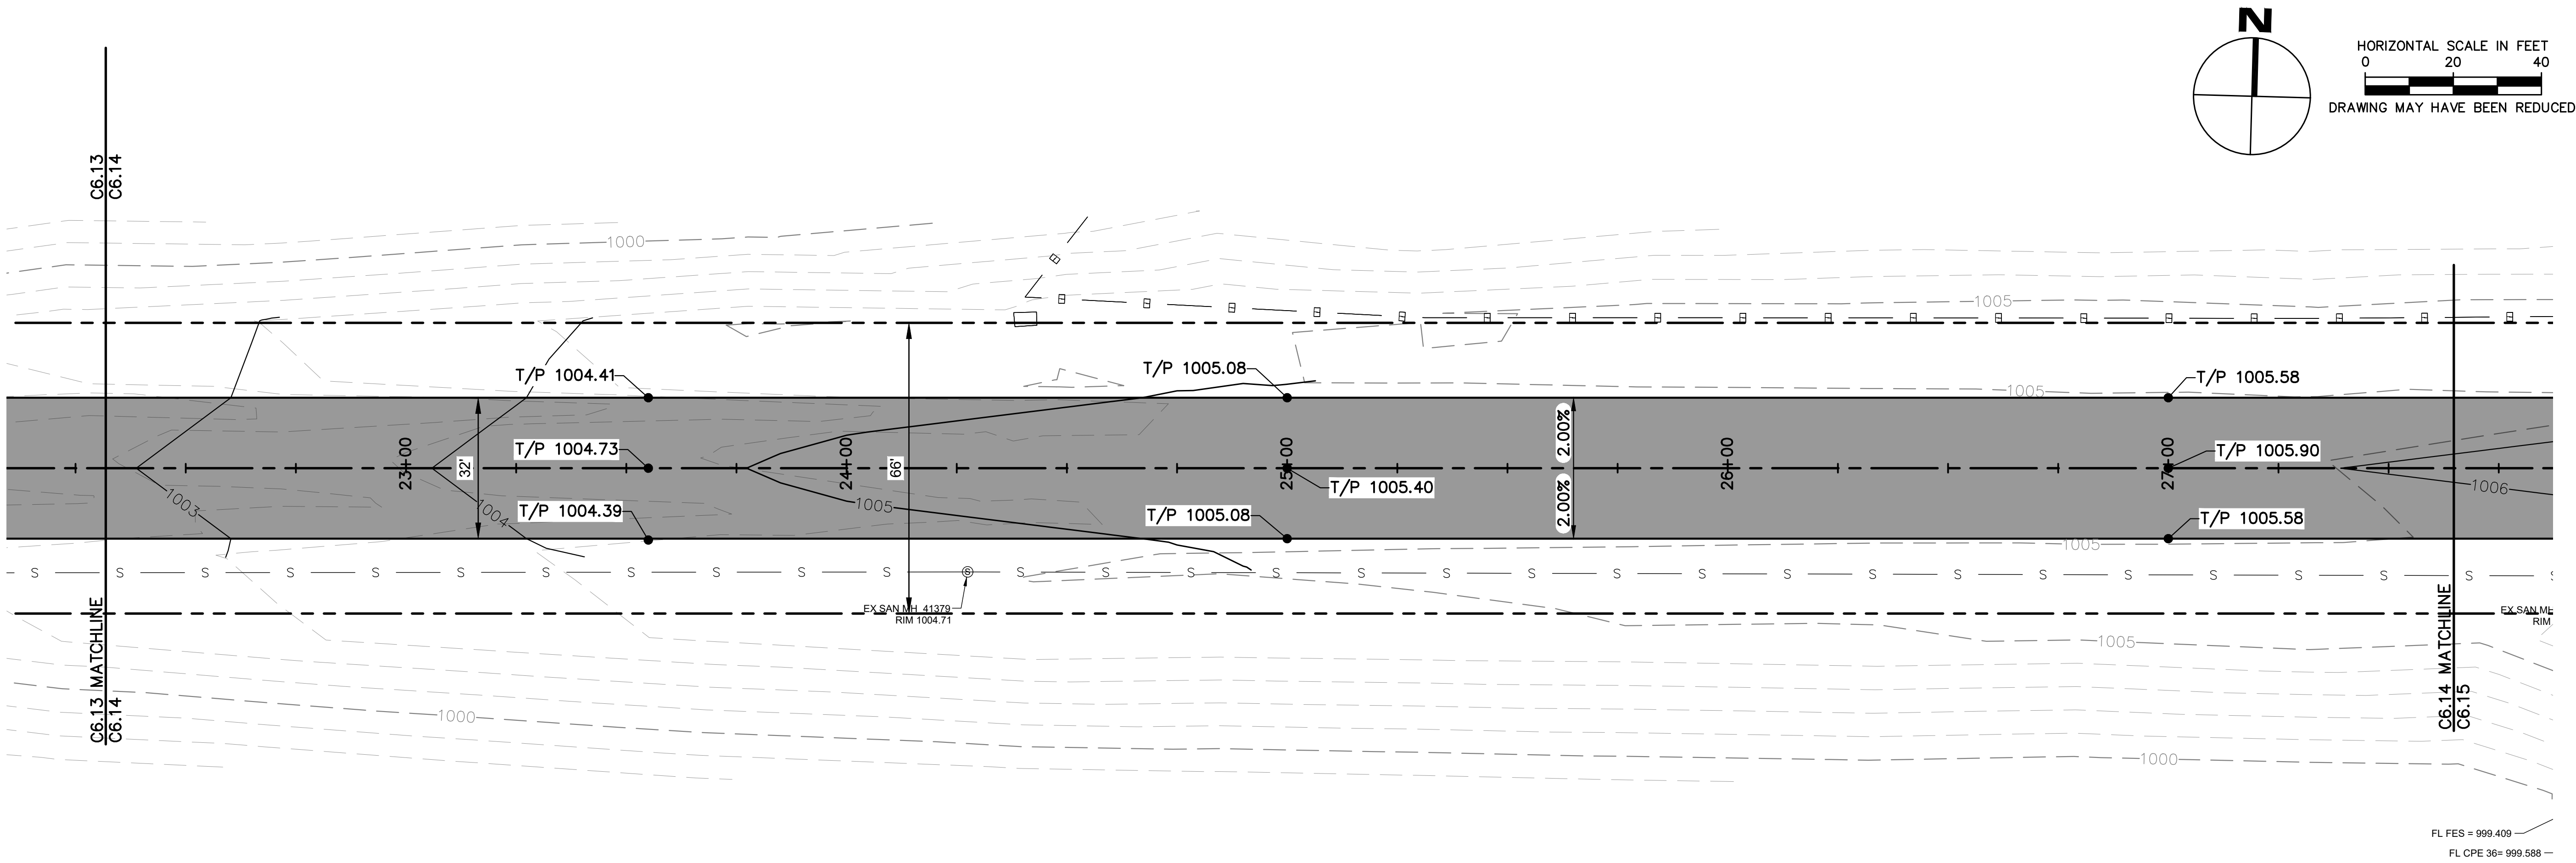 N
HORIZONTAL SCALE IN FEET
0 20 40
DRAWING MAY HAVE BEEN REDUCED
C6.13
C6.14
1000
1005
T/P 1004.41
T/P 1005.08
T/P 1005.58
1005
2.00%
23+00
T/P 1004.73
32'
24+00
66'
25+00
T/P 1005.40
26+00
27+00
T/P 1005.90
1003
1004
1005
1006
T/P 1004.39
T/P 1005.08
2.00%
T/P 1005.58
1005
S S S S S S S S S S S S S S S S S S S S S S S S S S S S S
S
EX SAN MH 41379
RIM 1004.71
EX SAN MH
RIM
1005
C6.13 MATCHLINE
C6.14
C6.14 MATCHLINE
C6.15
1000
1000
FL FES = 999.409
FL CPE 36= 999.588